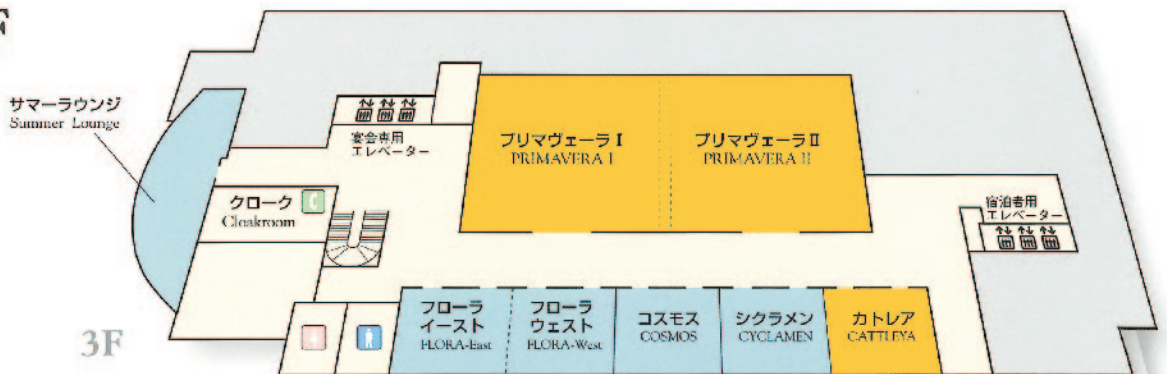 サマーラウンジ
Summer Lounge
宴会専用
エレベーター
プリマヴェーラ I
PRIMAVERA I
プリマヴェーラ II
PRIMAVERA II
クローク
Cloakroom
C
宿泊者用
エレベーター
フローラ
イースト
FLORA-East
フローラ
ウェスト
FLORA-West
コスモス
COSMOS
シクラメン
CYCLAMEN
カトレア
CATTLEYA
3F